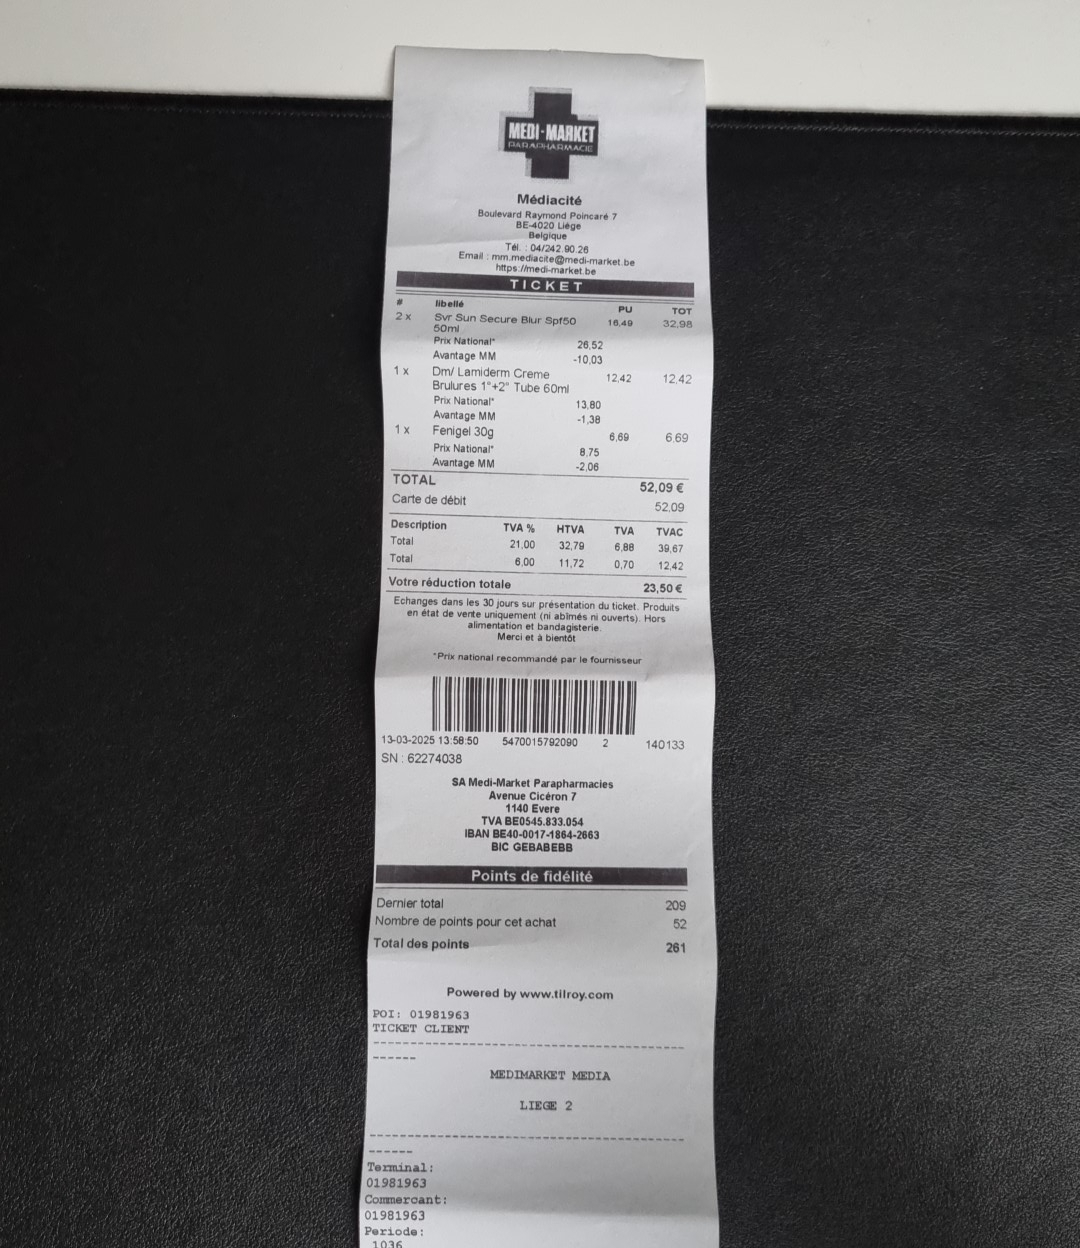 MEDI-MARKET
PARAPHARMACIE
Médiacité
Boulevard Raymond Poincaré 7
BE-4020 Liège
Belgique
Tél. : 04/242.90.26
Email : mm.mediacite@medi-market.be
https://medi-market.be
TICKET
# libellé PU TOT
2 x Svr Sun Secure Blur Spf50 16,49 32,98
50ml
Prix National* 26,52
Avantage MM -10,03
1 x Dm/ Lamiderm Creme 12,42 12,42
Brulures 1°+2° Tube 60ml
Prix National* 13,80
Avantage MM -1,38
1 x Fenigel 30g 6,69 6,69
Prix National* 8,75
Avantage MM -2,06
TOTAL 52,09 €
Carte de débit 52,09
Description TVA % HTVA TVA TVAC
Total 21,00 32,79 6,88 39,67
Total 6,00 11,72 0,70 12,42
Votre réduction totale 23,50 €
Echanges dans les 30 jours sur présentation du ticket. Produits
en état de vente uniquement (ni abîmés ni ouverts). Hors
alimentation et bandagisterie.
Merci et à bientôt
*Prix national recommandé par le fournisseur
13-03-2025 13:58:50 5470015792090 2 140133
SN : 62274038
SA Medi-Market Parapharmacies
Avenue Cicéron 7
1140 Evere
TVA BE0545.833.054
IBAN BE40-0017-1864-2663
BIC GEBABEBB
Points de fidélité
Dernier total 209
Nombre de points pour cet achat 52
Total des points 261
Powered by www.tilroy.com
POI: 01981963
TICKET CLIENT
--------------------------------------------
------
MEDIMARKET MEDIA
LIEGE 2
--------------------------------------------
------
Terminal:
01981963
Commercant:
01981963
Periode:
1036